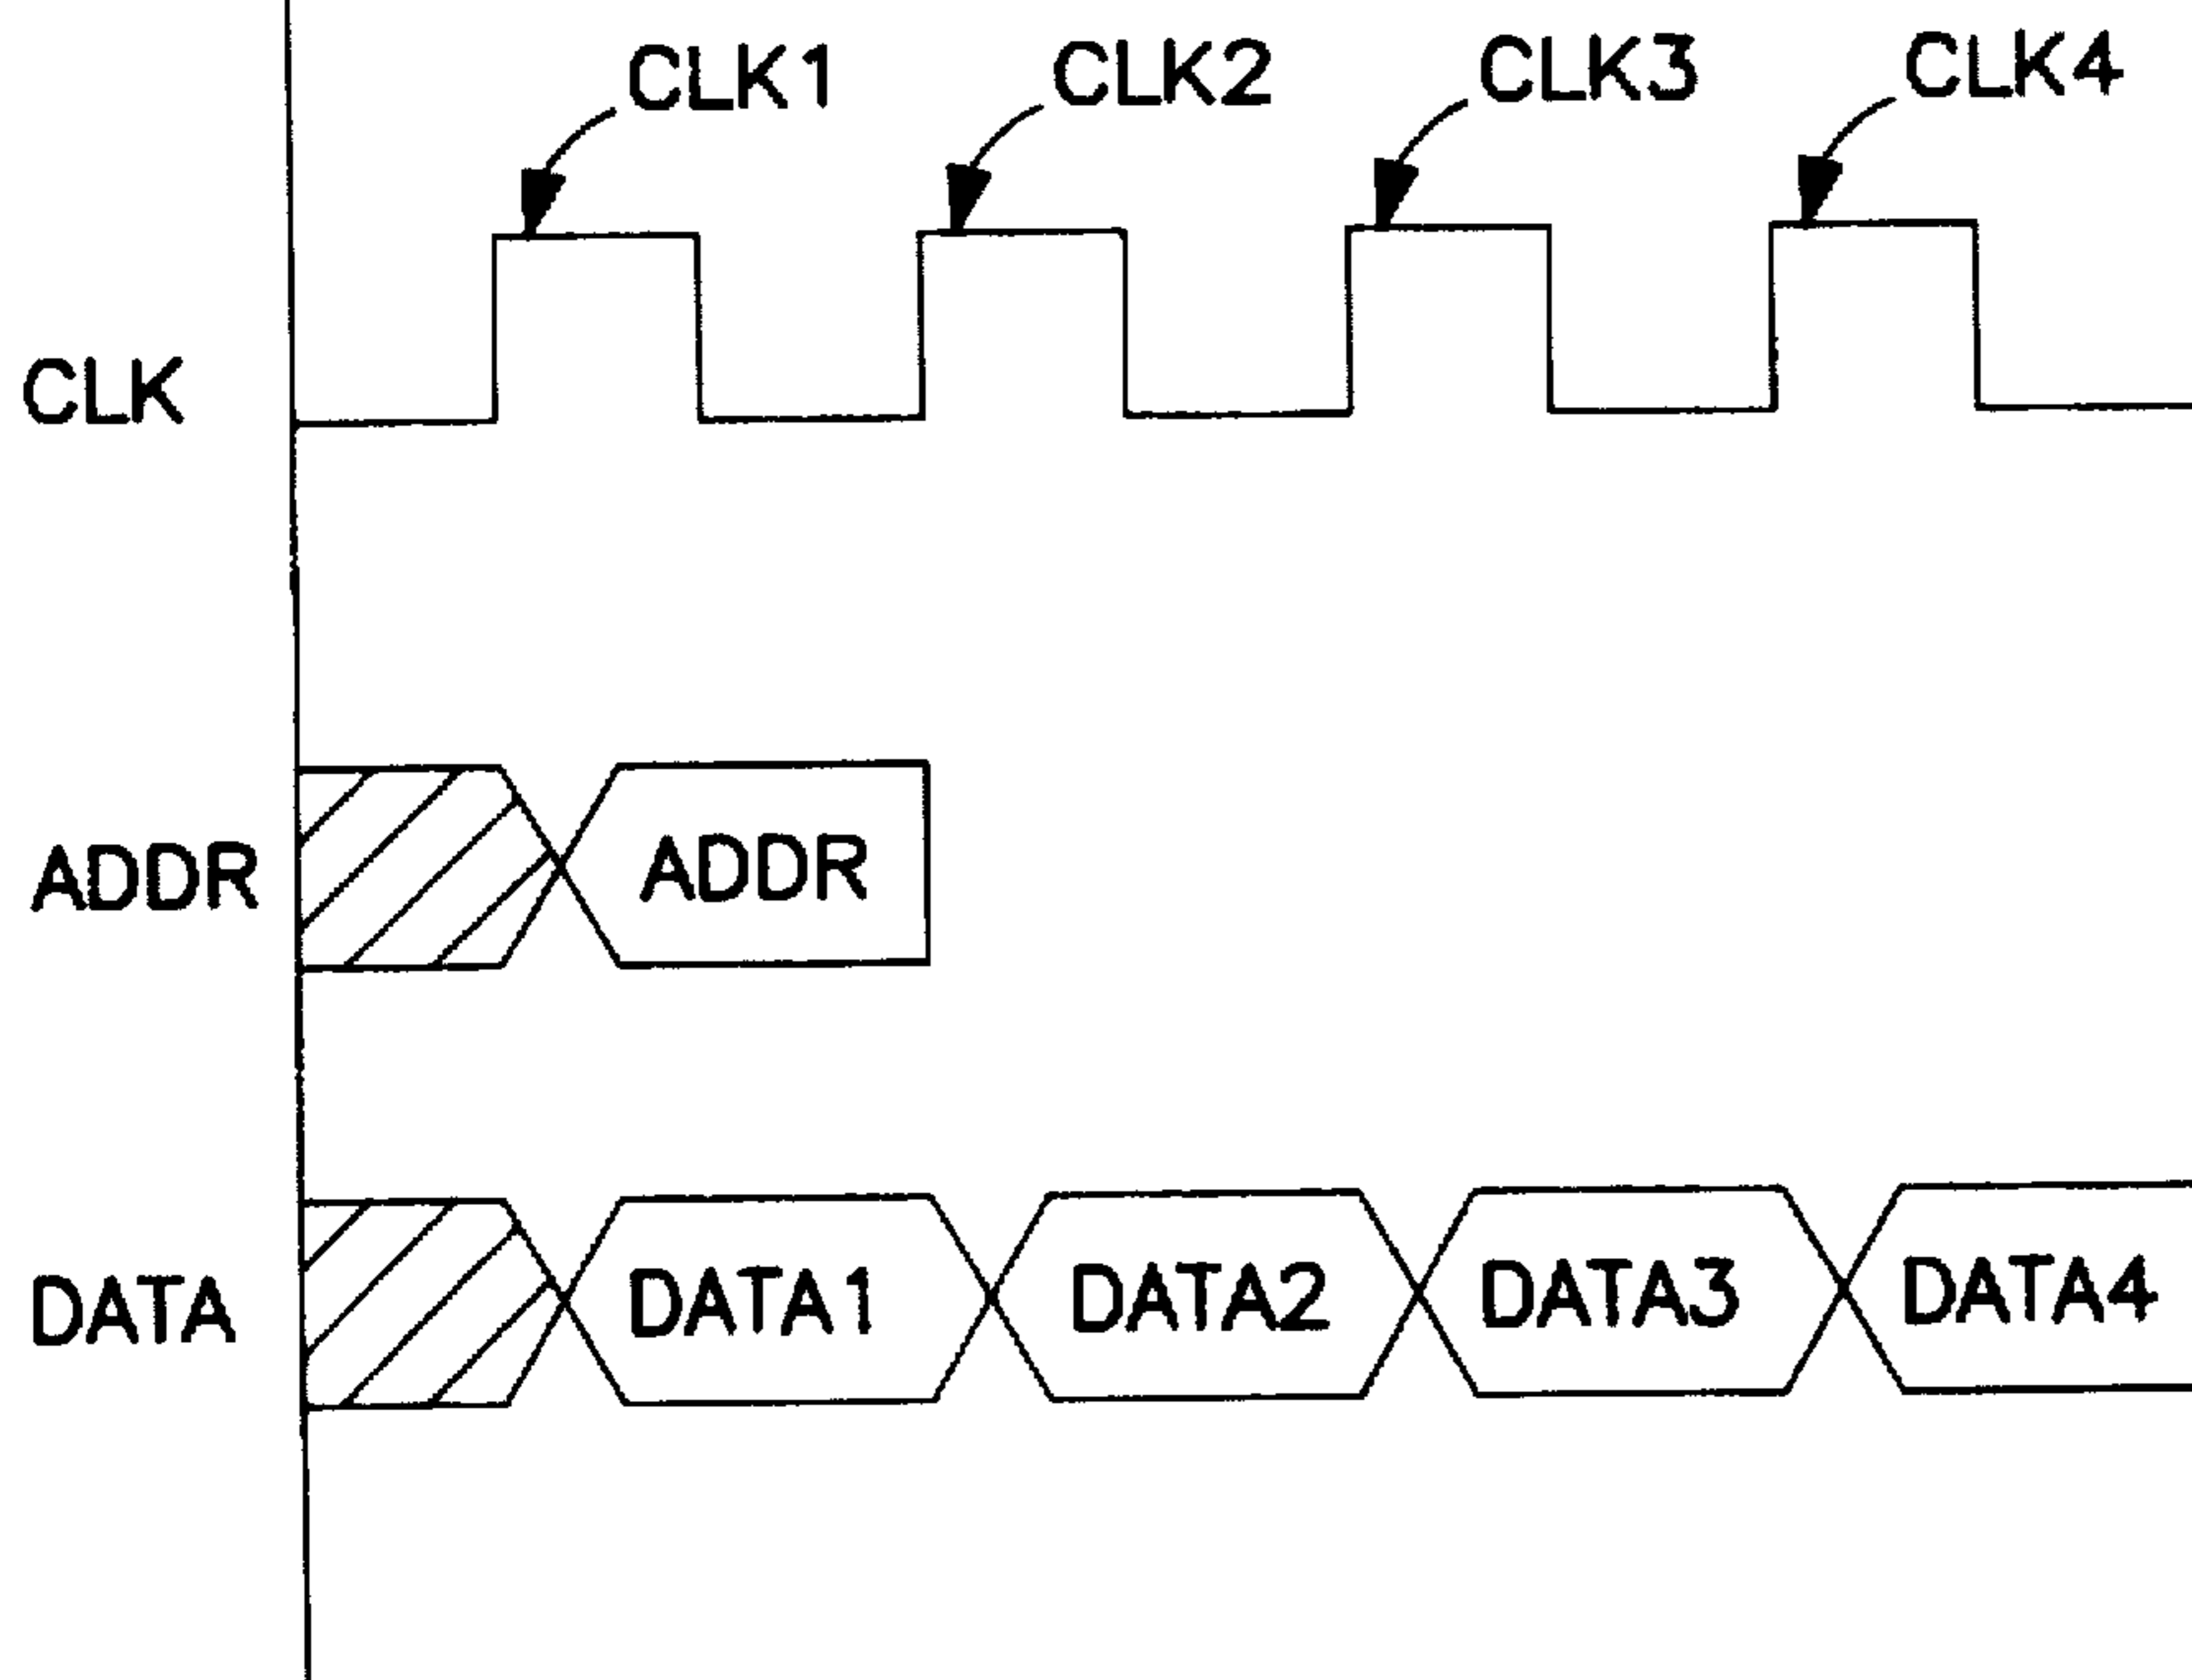 CLK1 CLK2 CLK3 CLK4
CLK
ADDR ADDR
DATA DATA1 DATA2 DATA3 DATA4